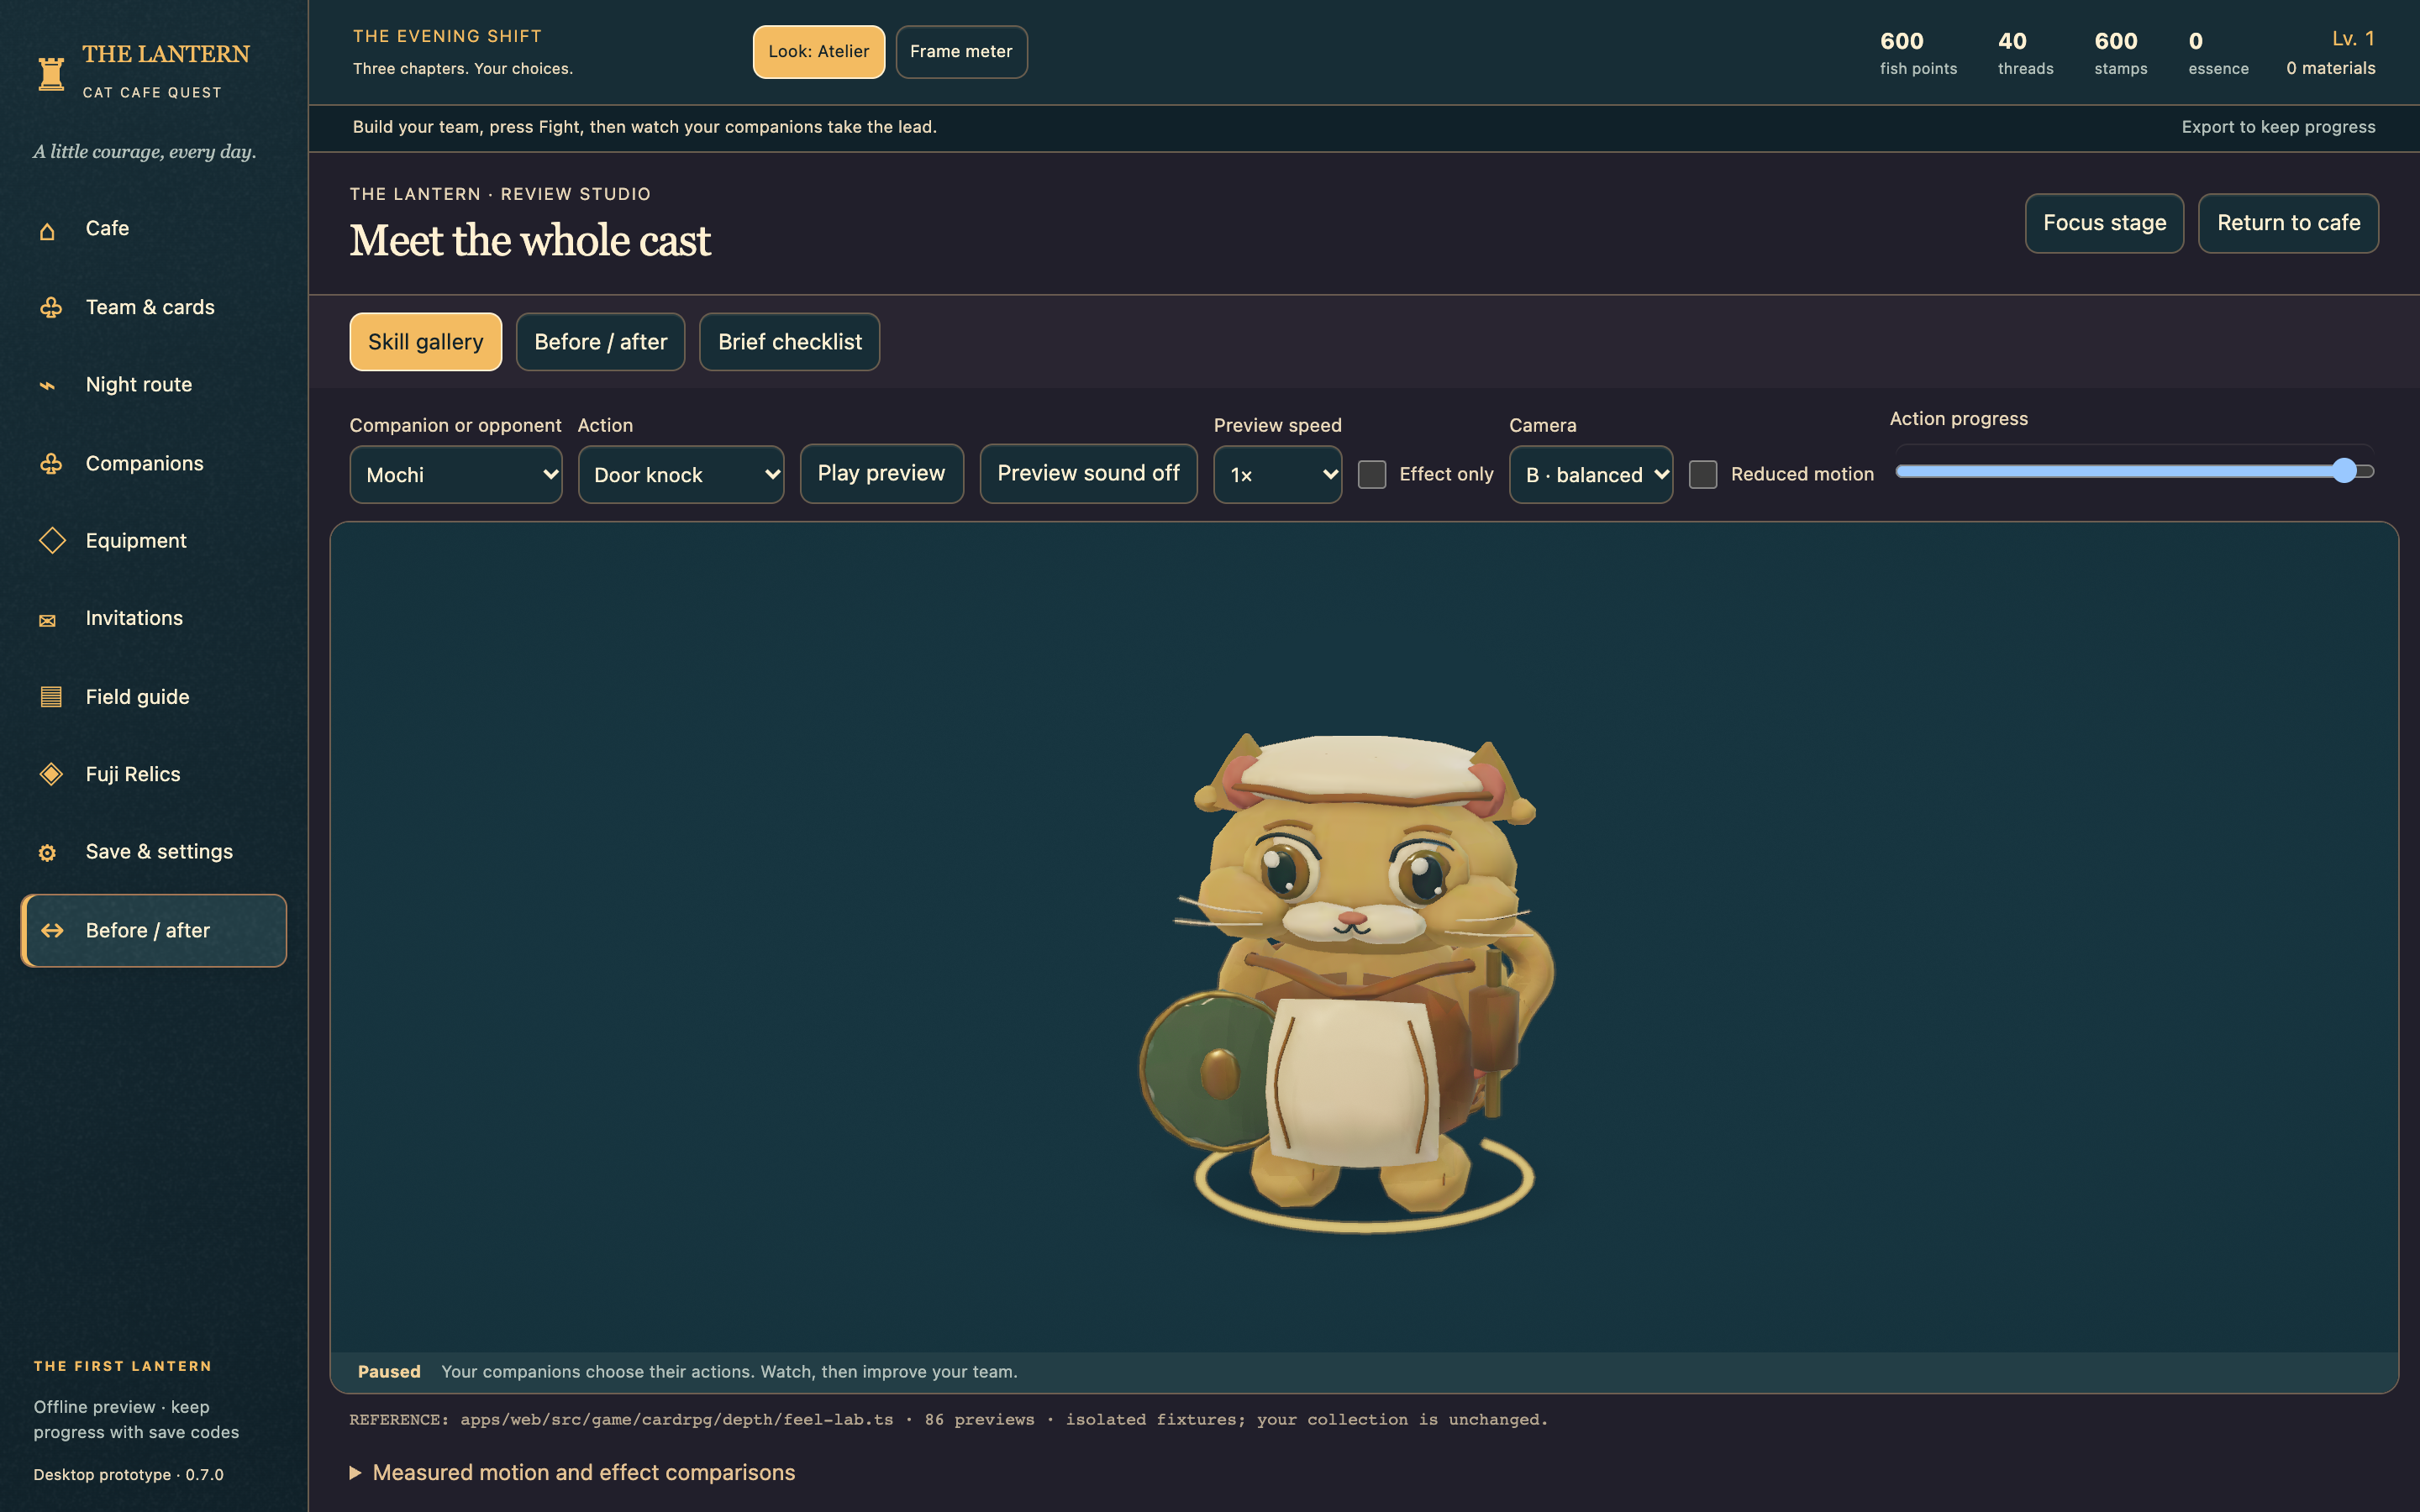 THE LANTERN
CAT CAFE QUEST
A little courage, every day.
Cafe
Team & cards
Night route
Companions
Equipment
Invitations
Field guide
Fuji Relics
Save & settings
Before / after
THE FIRST LANTERN
Offline preview · keep
progress with save codes
Desktop prototype · 0.7.0
THE EVENING SHIFT
Three chapters. Your choices.
Look: Atelier
Frame meter
600
fish points
40
threads
600
stamps
0
essence
Lv. 1
0 materials
Build your team, press Fight, then watch your companions take the lead.
Export to keep progress
THE LANTERN · REVIEW STUDIO
Meet the whole cast
Focus stage
Return to cafe
Skill gallery
Before / after
Brief checklist
Companion or opponent
Mochi
Action
Door knock
Play preview
Preview sound off
Preview speed
1×
Effect only
Camera
B · balanced
Reduced motion
Action progress
Paused
Your companions choose their actions. Watch, then improve your team.
REFERENCE: apps/web/src/game/cardrpg/depth/feel-lab.ts · 86 previews · isolated fixtures; your collection is unchanged.
Measured motion and effect comparisons